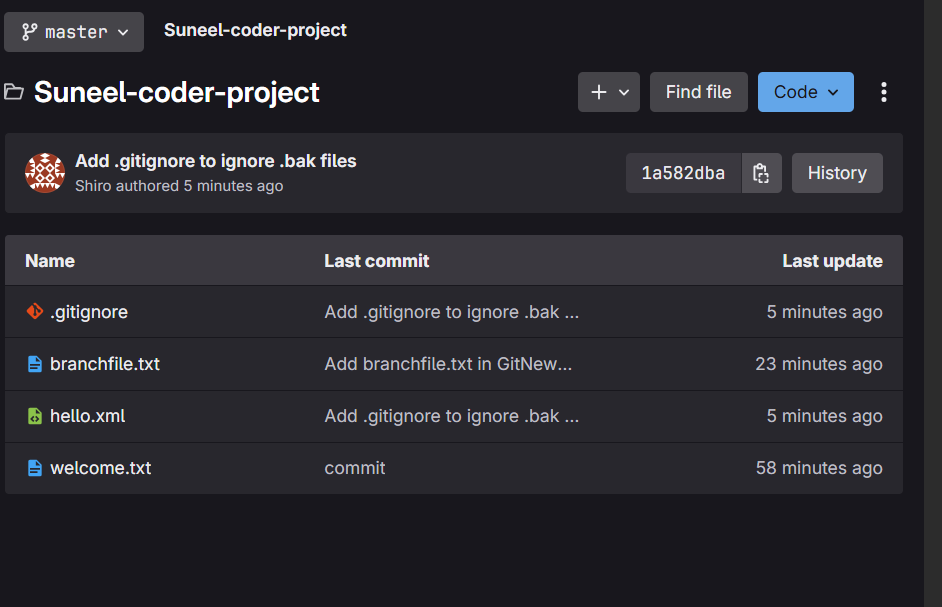 master
Suneel-coder-project
Suneel-coder-project
Find file
Code
Add .gitignore to ignore .bak files
Shiro authored 5 minutes ago
1a582dba
History
Name Last commit Last update
.gitignore Add .gitignore to ignore .bak ... 5 minutes ago
branchfile.txt Add branchfile.txt in GitNew... 23 minutes ago
hello.xml Add .gitignore to ignore .bak ... 5 minutes ago
welcome.txt commit 58 minutes ago